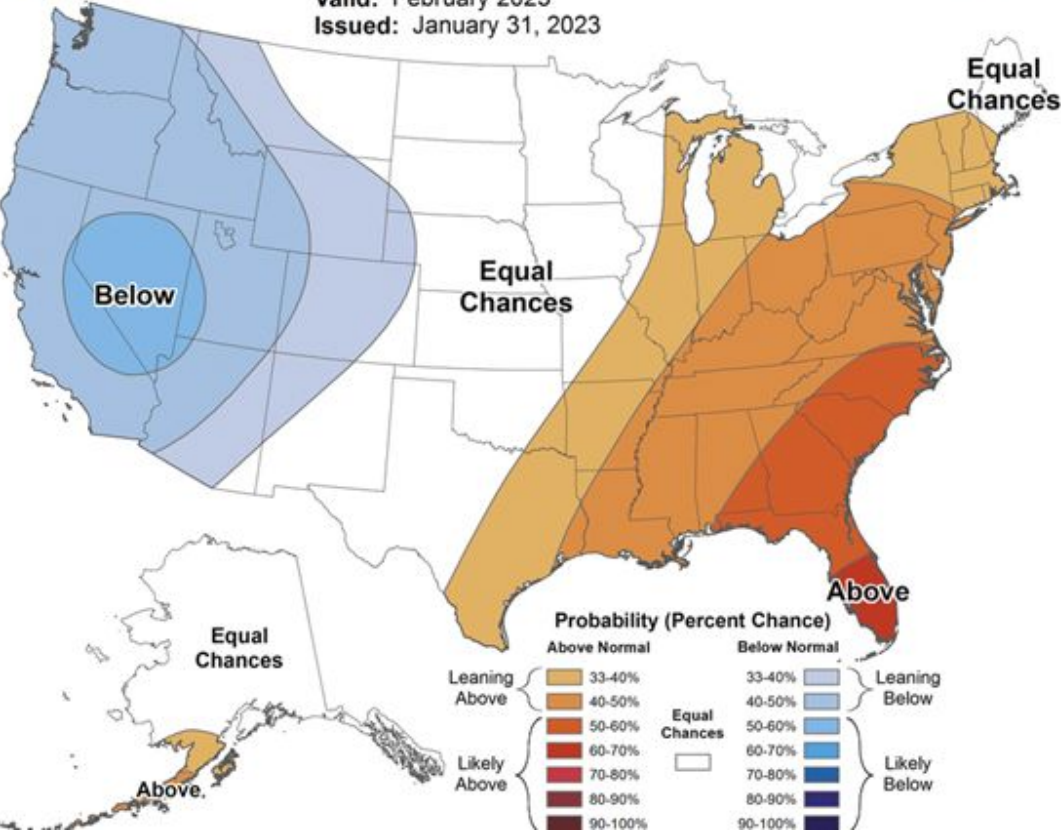 Valid: February 2023
Issued: January 31, 2023
Equal
Chances
Below
Equal
Chances
Above
Equal
Chances
Above
Probability (Percent Chance)
Above Normal
Below Normal
Leaning
Above
33-40%
40-50%
Likely
Above
50-60%
60-70%
70-80%
80-90%
90-100%
Equal
Chances
33-40%
40-50%
Leaning
Below
50-60%
60-70%
70-80%
80-90%
90-100%
Likely
Below